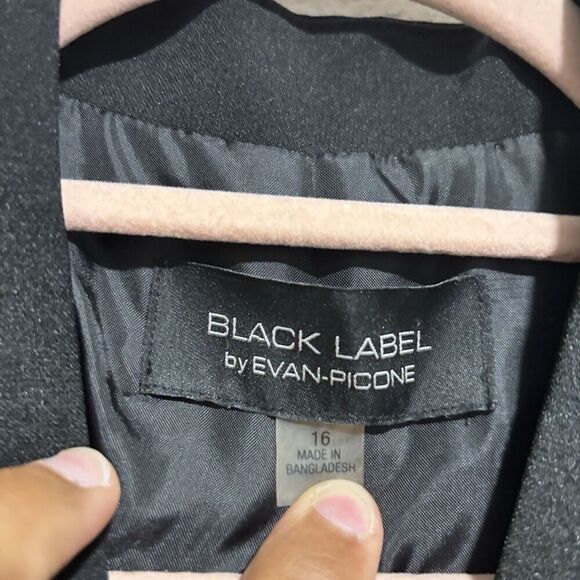 BLACK LABEL
by EVAN-PICONE
16
MADE IN
BANGLADESH